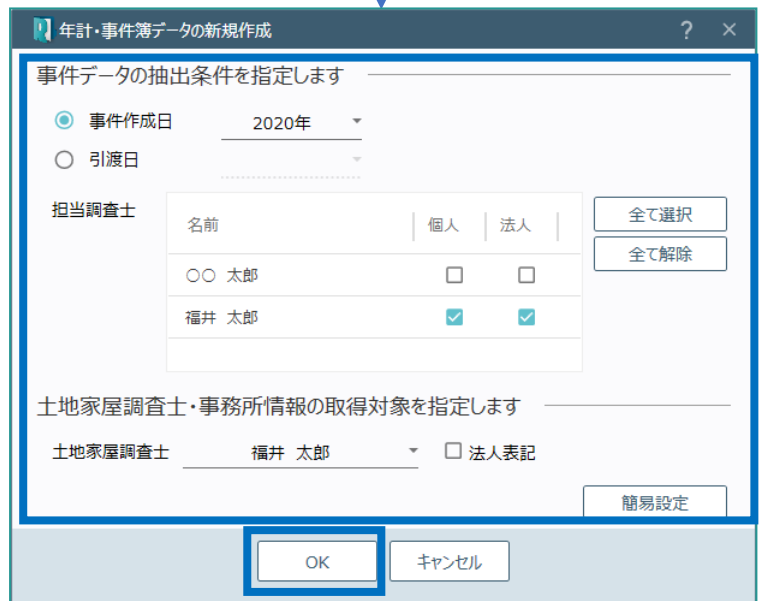 年計・事件簿データの新規作成 ? ×
事件データの抽出条件を指定します
事件作成日 2020年
引渡日
担当調査士
名前 個人 法人
全て選択
全て解除
○○ 太郎
福井 太郎
土地家屋調査士・事務所情報の取得対象を指定します
土地家屋調査士 福井 太郎 法人表記
簡易設定
OK キャンセル